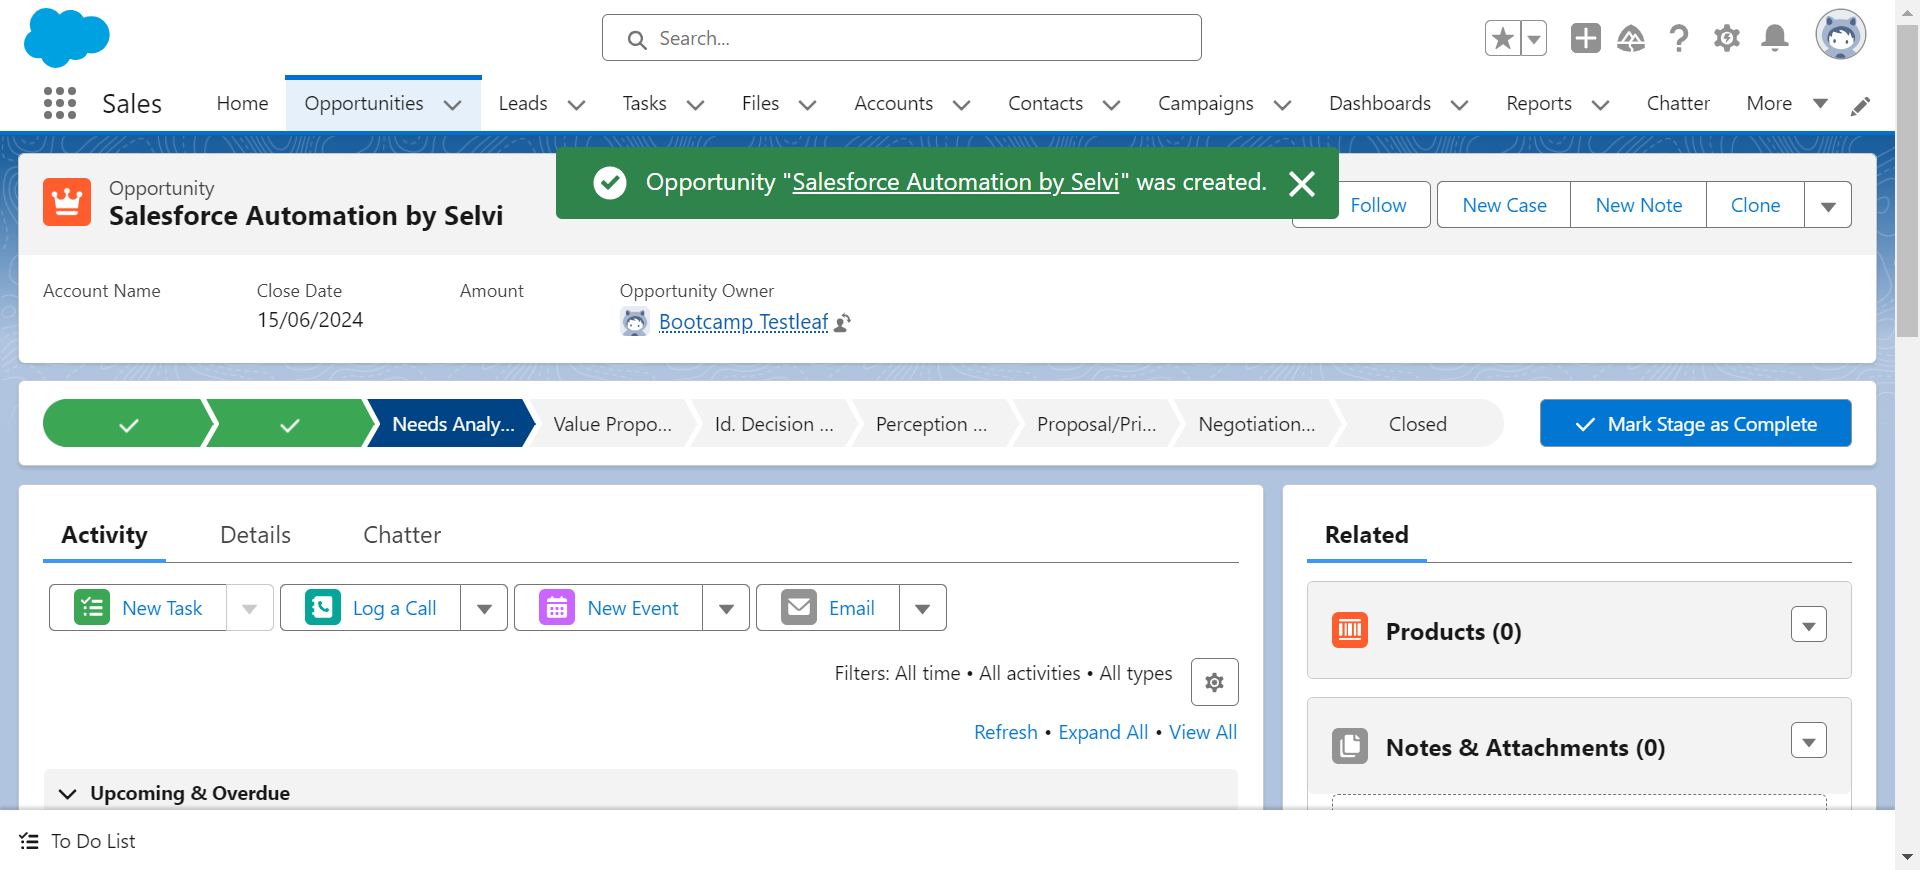 Search...
Sales
Home
Opportunities
Leads
Tasks
Files
Accounts
Contacts
Campaigns
Dashboards
Reports
Chatter
More
Opportunity "Salesforce Automation by Selvi" was created.
Opportunity
Salesforce Automation by Selvi
Follow
New Case
New Note
Clone
Account Name
Close Date
15/06/2024
Amount
Opportunity Owner
Bootcamp Testleaf
Needs Analy...
Value Propo...
Id. Decision ...
Perception ...
Proposal/Pri...
Negotiation...
Closed
Mark Stage as Complete
Activity
Details
Chatter
New Task
Log a Call
New Event
Email
Filters: All time • All activities • All types
Refresh • Expand All • View All
Upcoming & Overdue
Related
Products (0)
Notes & Attachments (0)
To Do List